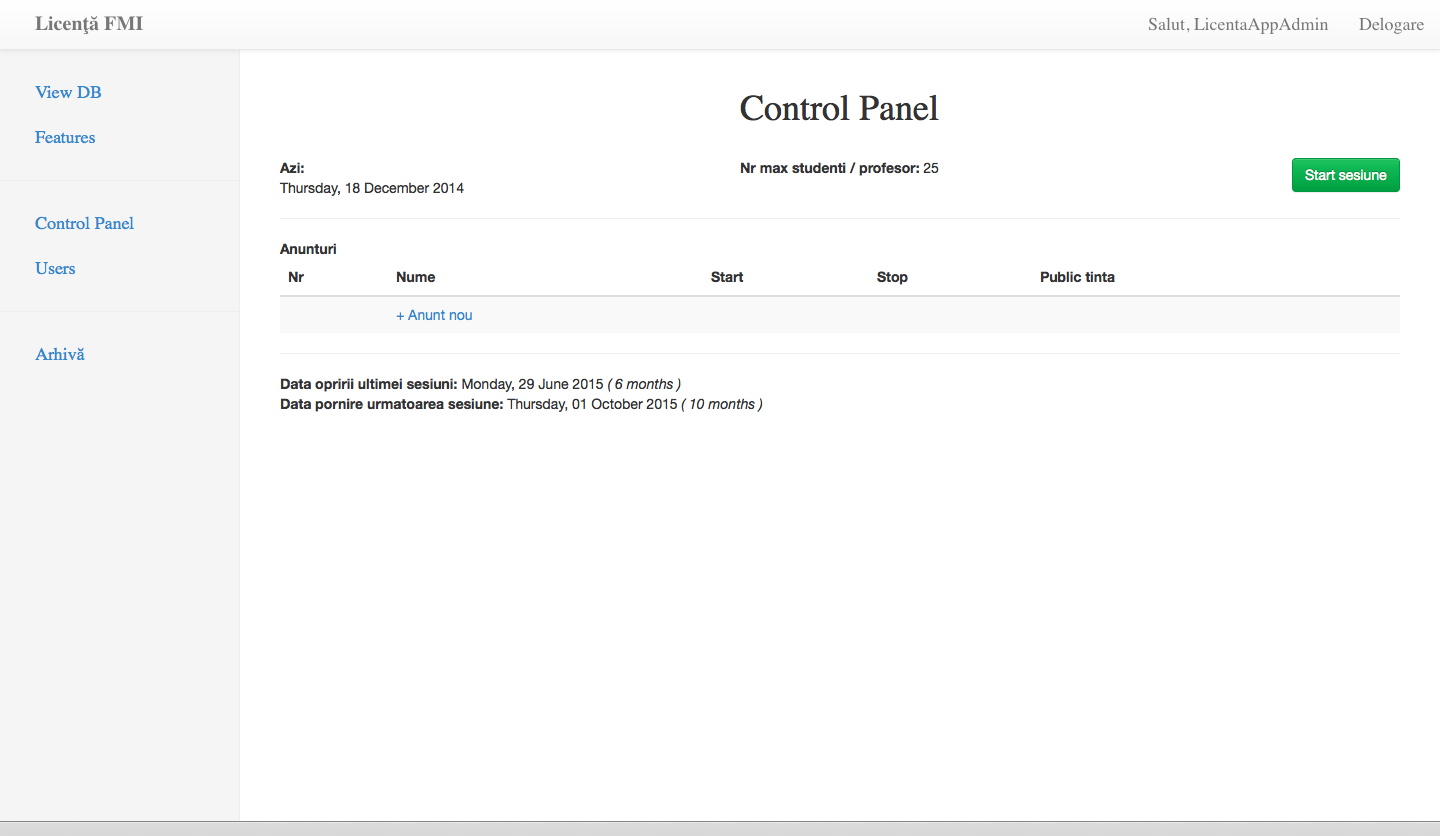 Licenţă FMI
Salut, LicentaAppAdmin
Delogare
View DB
Features
Control Panel
Users
Arhivă
Control Panel
Azi:
Thursday, 18 December 2014
Nr max studenti / profesor: 25
Start sesiune
Anunturi
Nr Nume Start Stop Public tinta
+ Anunt nou
Data opririi ultimei sesiuni: Monday, 29 June 2015 ( 6 months )
Data pornire urmatoarea sesiune: Thursday, 01 October 2015 ( 10 months )